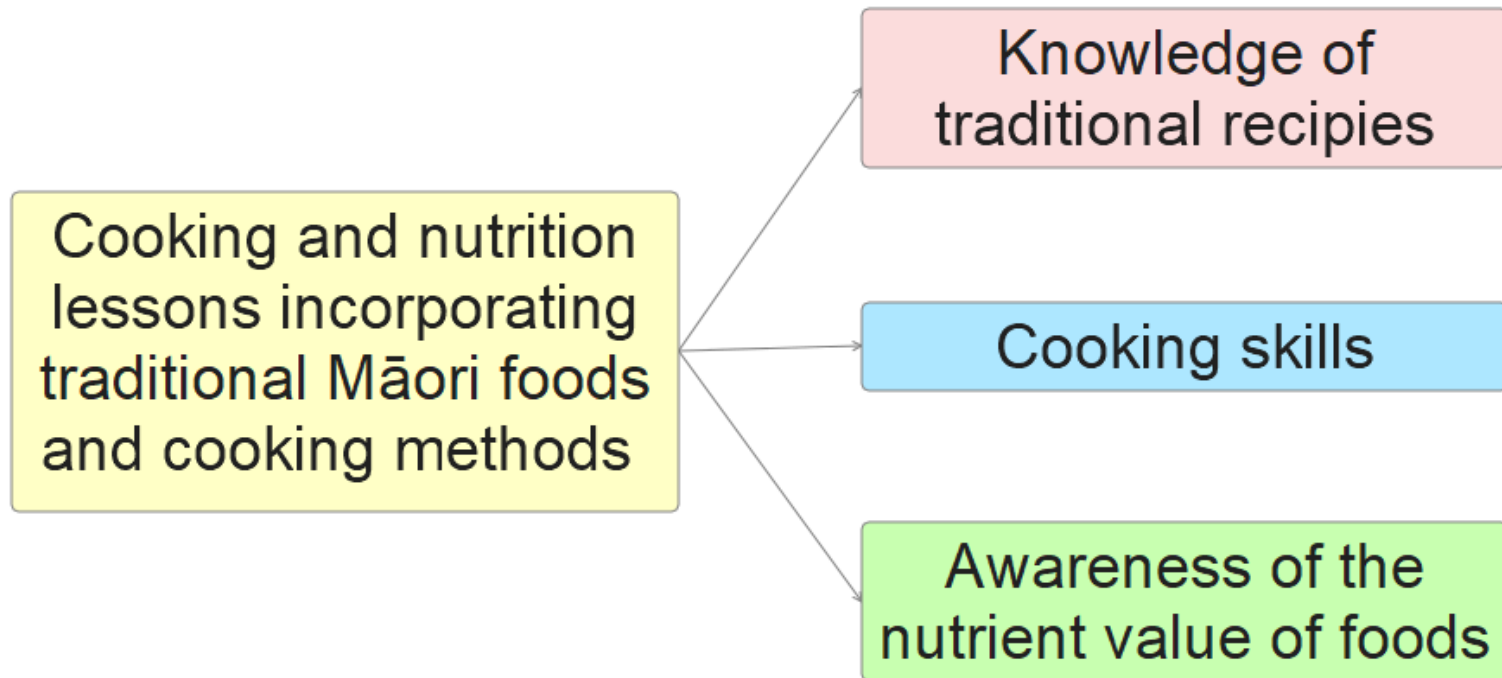 Cooking and nutrition
lessons incorporating
traditional Māori foods
and cooking methods
Knowledge of
traditional recipies
Cooking skills
Awareness of the
nutrient value of foods